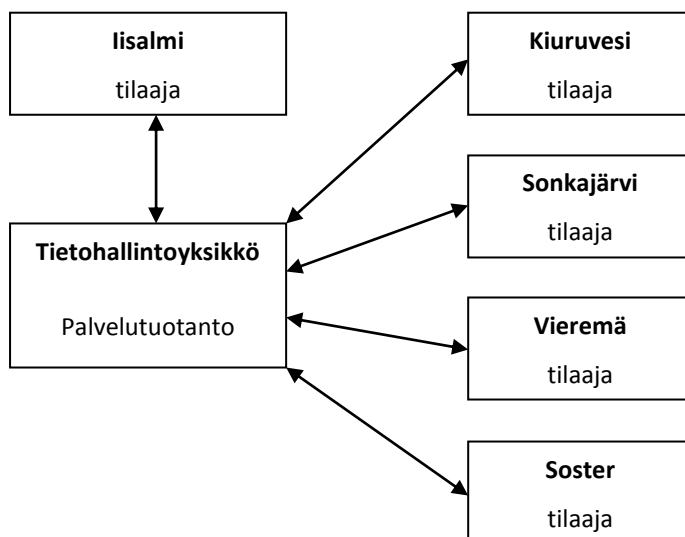 Iisalmi
tilaaja
Kiuruvesi
tilaaja
Sonkajärvi
tilaaja
Tietohallintoyksikkö
Palvelutuotanto
Vieremä
tilaaja
Soster
tilaaja